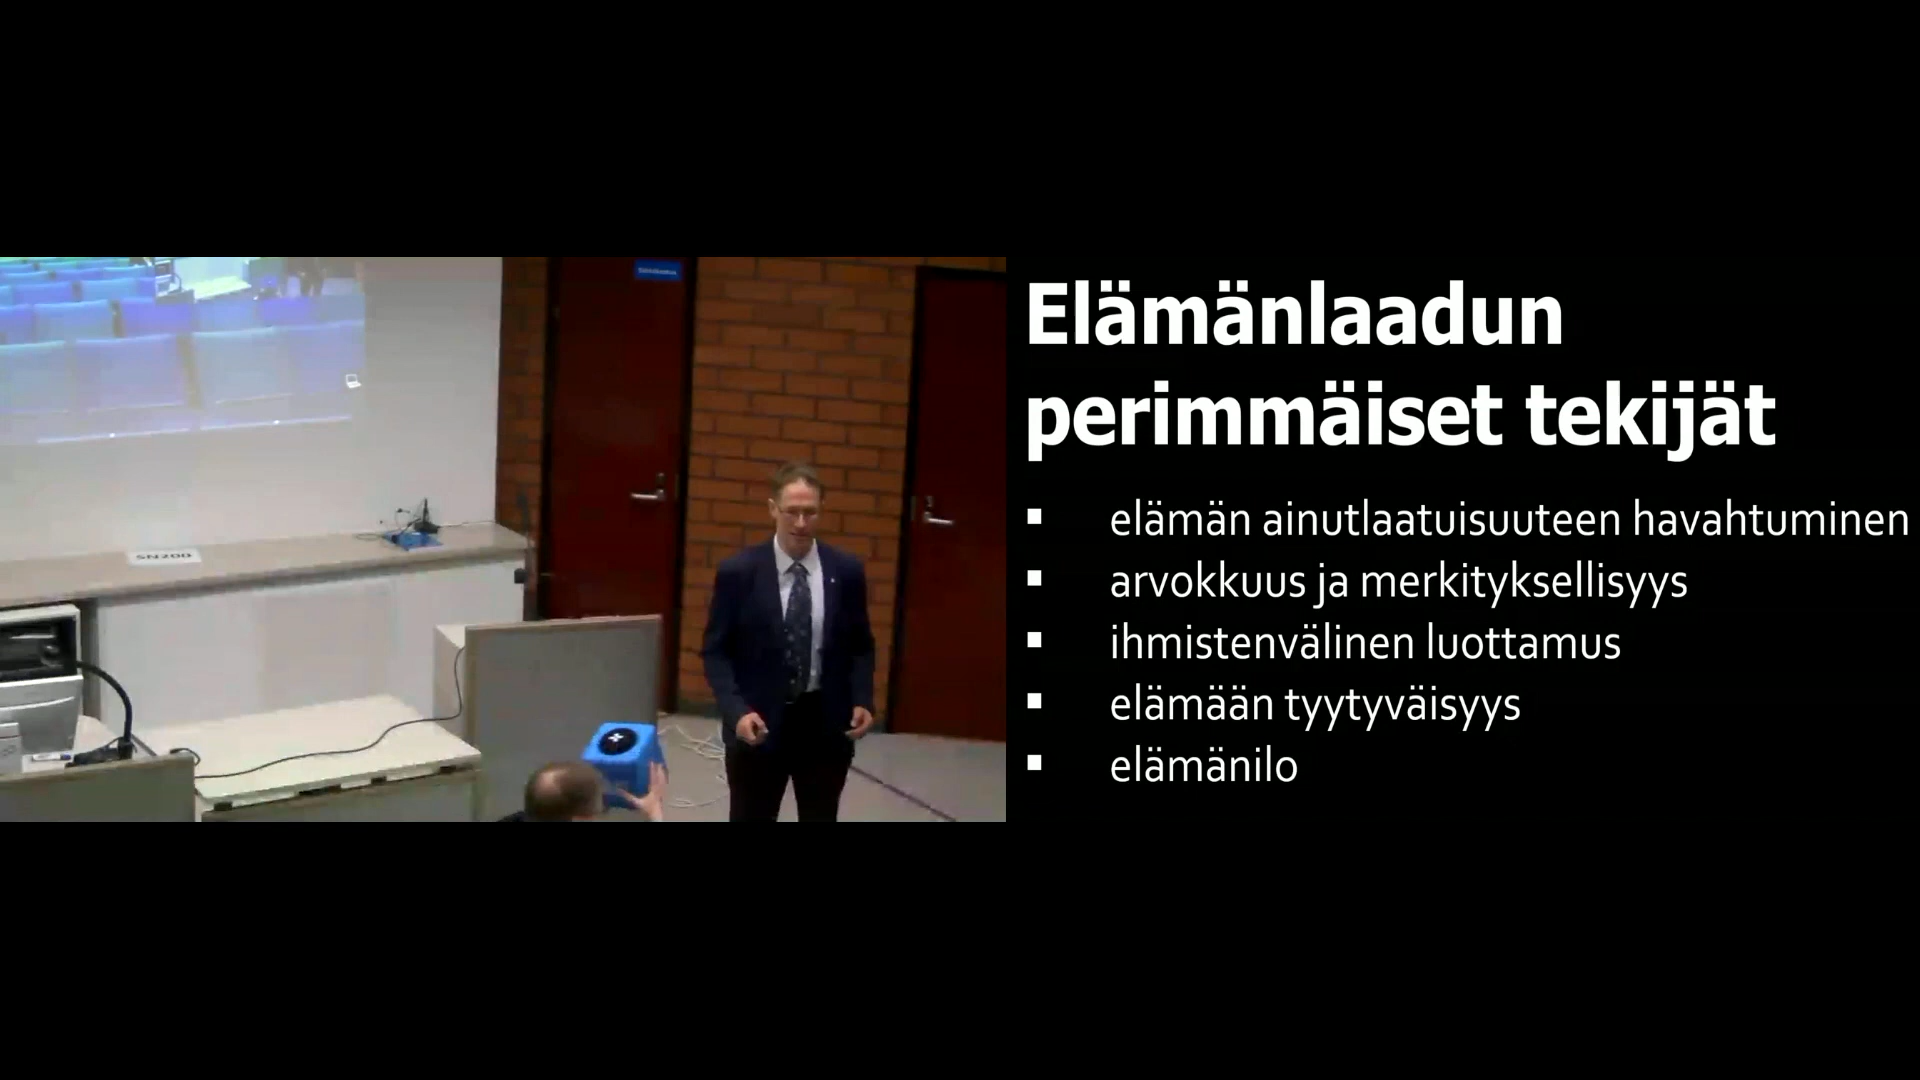 SN200
Elämänlaadun
perimmäiset tekijät
▪ elämän ainutlaatuisuuteen havahtuminen
▪ arvokkuus ja merkityksellisyys
▪ ihmistenvälinen luottamus
▪ elämään tyytyväisyys
▪ elämänilo